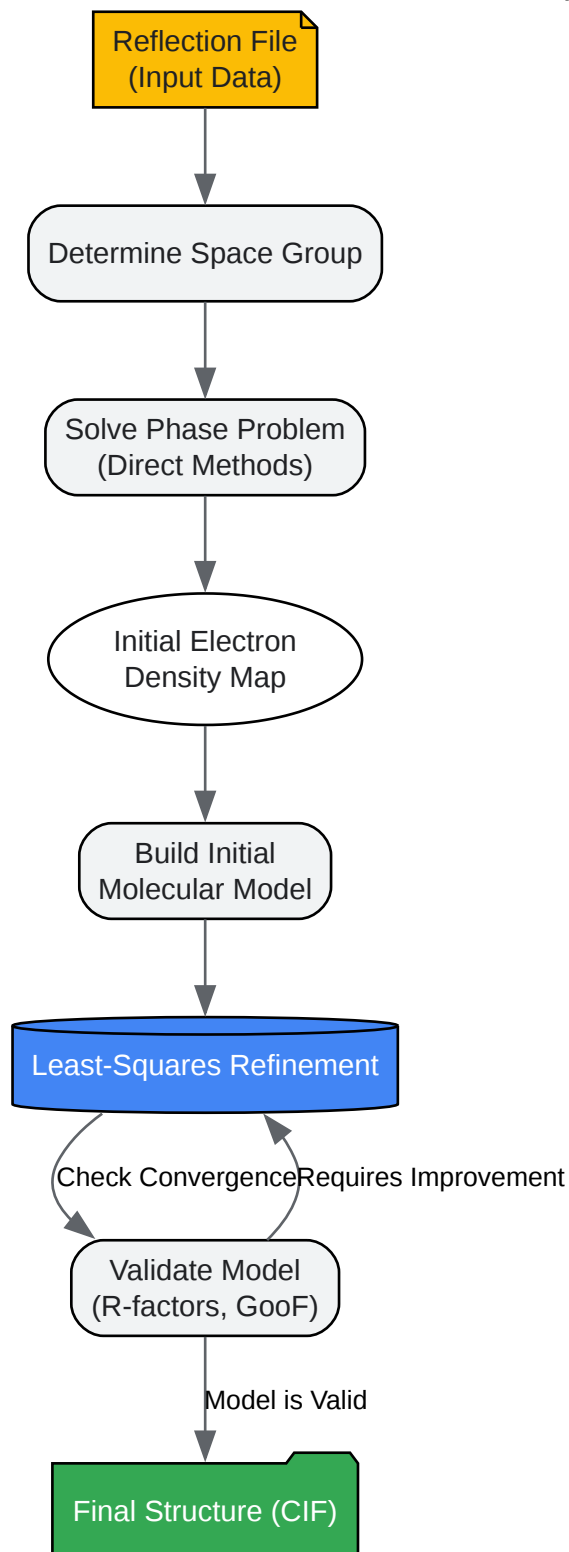 Reflection File
(Input Data)
Determine Space Group
Solve Phase Problem
(Direct Methods)
Initial Electron
Density Map
Build Initial
Molecular Model
Least-Squares Refinement
Check Convergence
Requires Improvement
Validate Model
(R-factors, GooF)
Model is Valid
Final Structure (CIF)